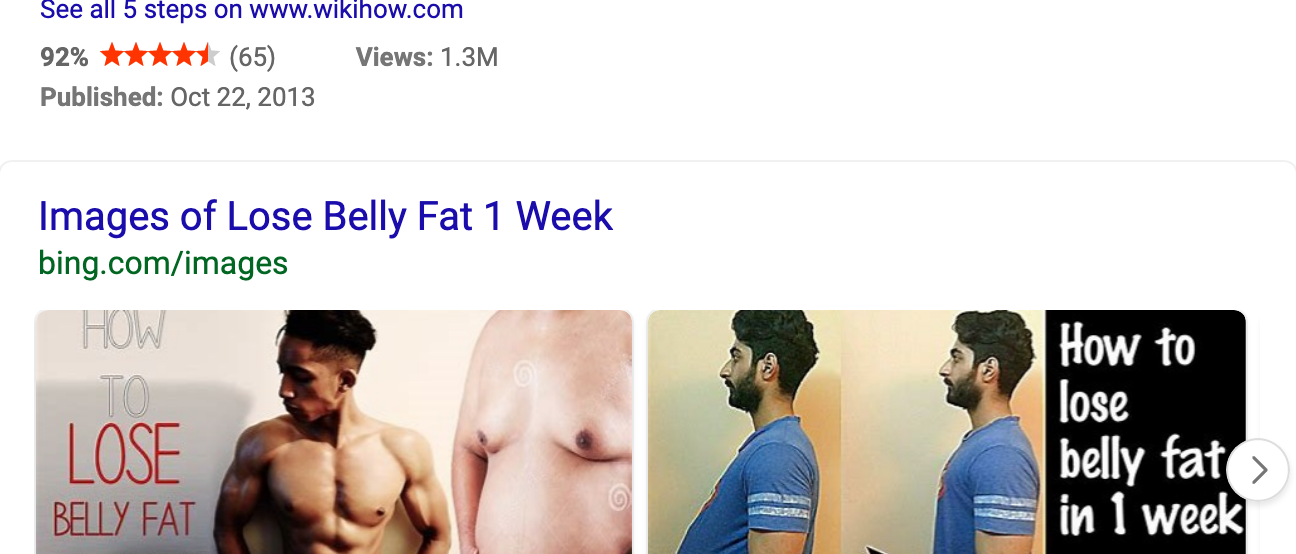 See all 5 steps on www.wikihow.com
92% (65) Views: 1.3M
Published: Oct 22, 2013
Images of Lose Belly Fat 1 Week
bing.com/images
HOW
TO
LOSE
BELLY FAT
How to
lose
belly fat
in 1 week